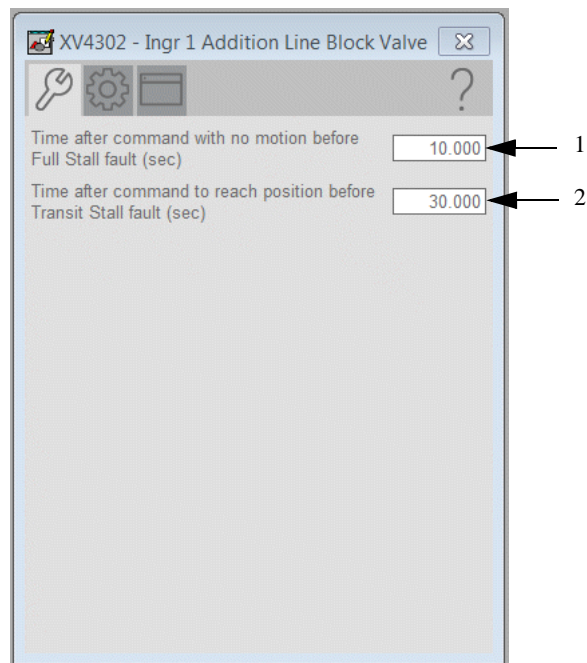 XV4302 - Ingr 1 Addition Line Block Valve
?
Time after command with no motion before
Full Stall fault (sec)
10.000
1
Time after command to reach position before
Transit Stall fault (sec)
30.000
2